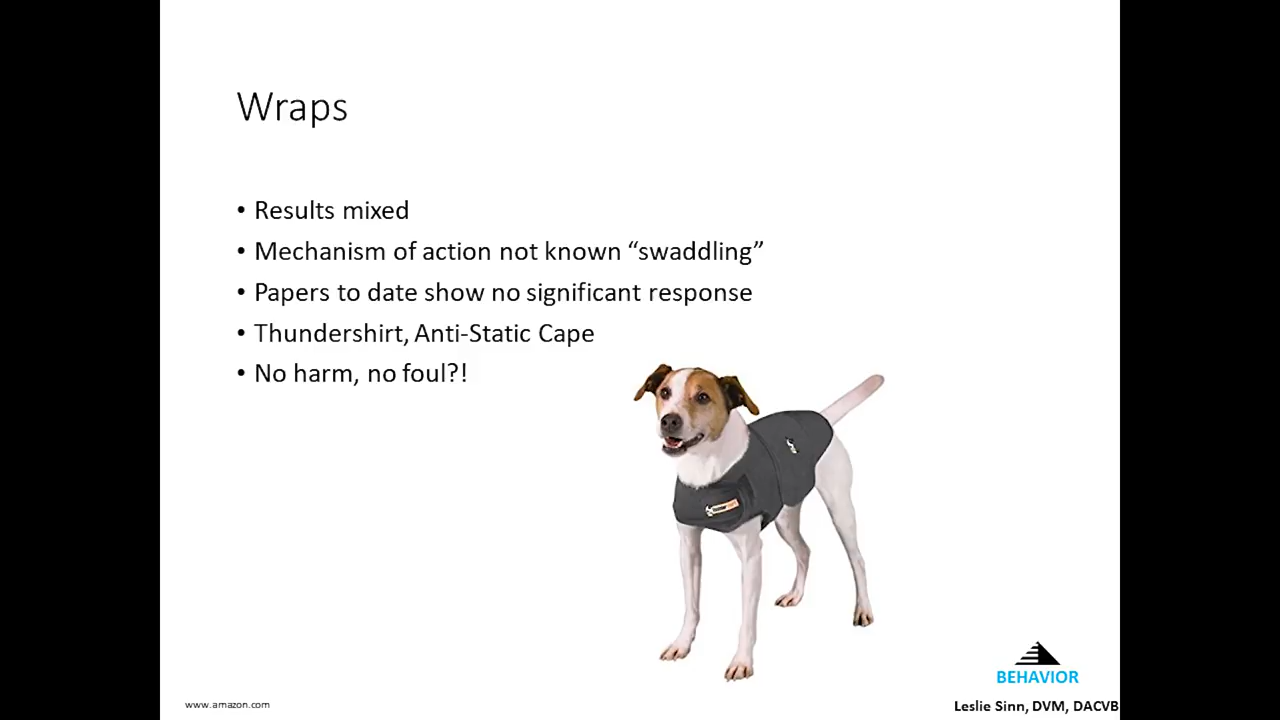 Wraps
• Results mixed
• Mechanism of action not known “swaddling”
• Papers to date show no significant response
• Thundershirt, Anti-Static Cape
• No harm, no foul?!
BEHAVIOR
www.amazon.com
Leslie Sinn, DVM, DACVB